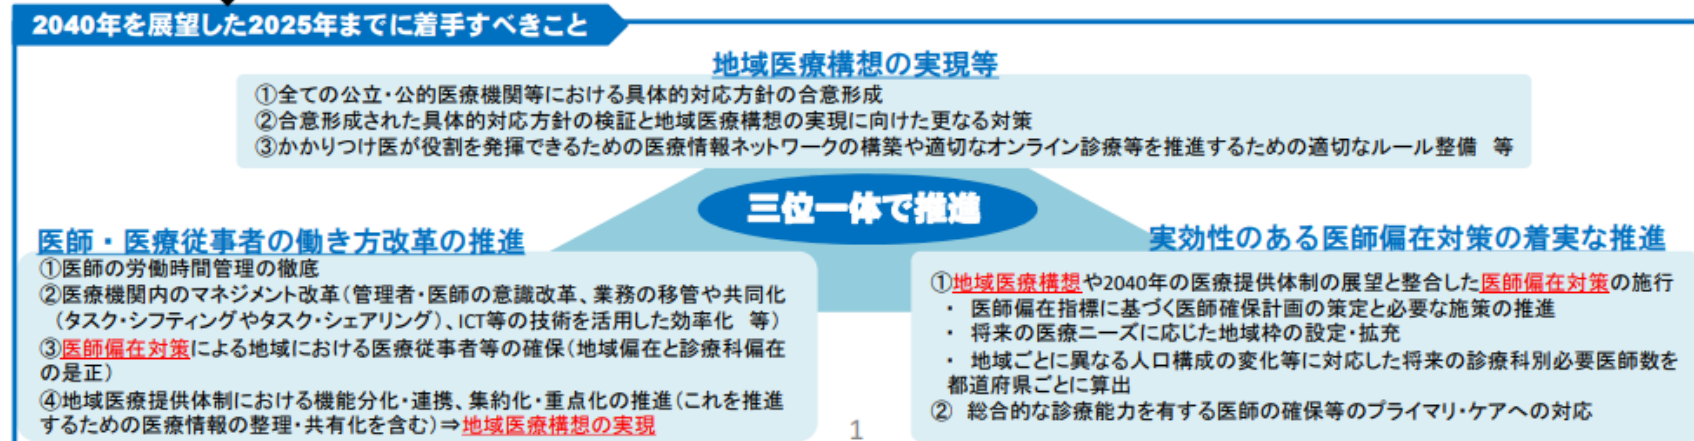 2040年を展望した2025年までに着手すべきこと
地域医療構想の実現等
①全ての公立・公的医療機関等における具体的対応方針の合意形成
②合意形成された具体的対応方針の検証と地域医療構想の実現に向けた更なる対策
③かかりつけ医が役割を発揮できるための医療情報ネットワークの構築や適切なオンライン診療等を推進するための適切なルール整備　等
三位一体で推進
医師・医療従事者の働き方改革の推進
①医師の労働時間管理の徹底
②医療機関内のマネジメント改革（管理者・医師の意識改革、業務の移管や共同化
（タスク・シフティングやタスク・シェアリング）、ICT等の技術を活用した効率化　等）
③医師偏在対策による地域における医療従事者等の確保（地域偏在と診療科偏在
の是正）
④地域医療提供体制における機能分化・連携、集約化・重点化の推進（これを推進
するための医療情報の整理・共有化を含む）⇒地域医療構想の実現
実効性のある医師偏在対策の着実な推進
①地域医療構想や2040年の医療提供体制の展望と整合した医師偏在対策の施行
・ 医師偏在指標に基づく医師確保計画の策定と必要な施策の推進
・ 将来の医療ニーズに応じた地域枠の設定・拡充
・ 地域ごとに異なる人口構成の変化等に対応した将来の診療科別必要医師数を
都道府県ごとに算出
② 総合的な診療能力を有する医師の確保等のプライマリ・ケアへの対応
1